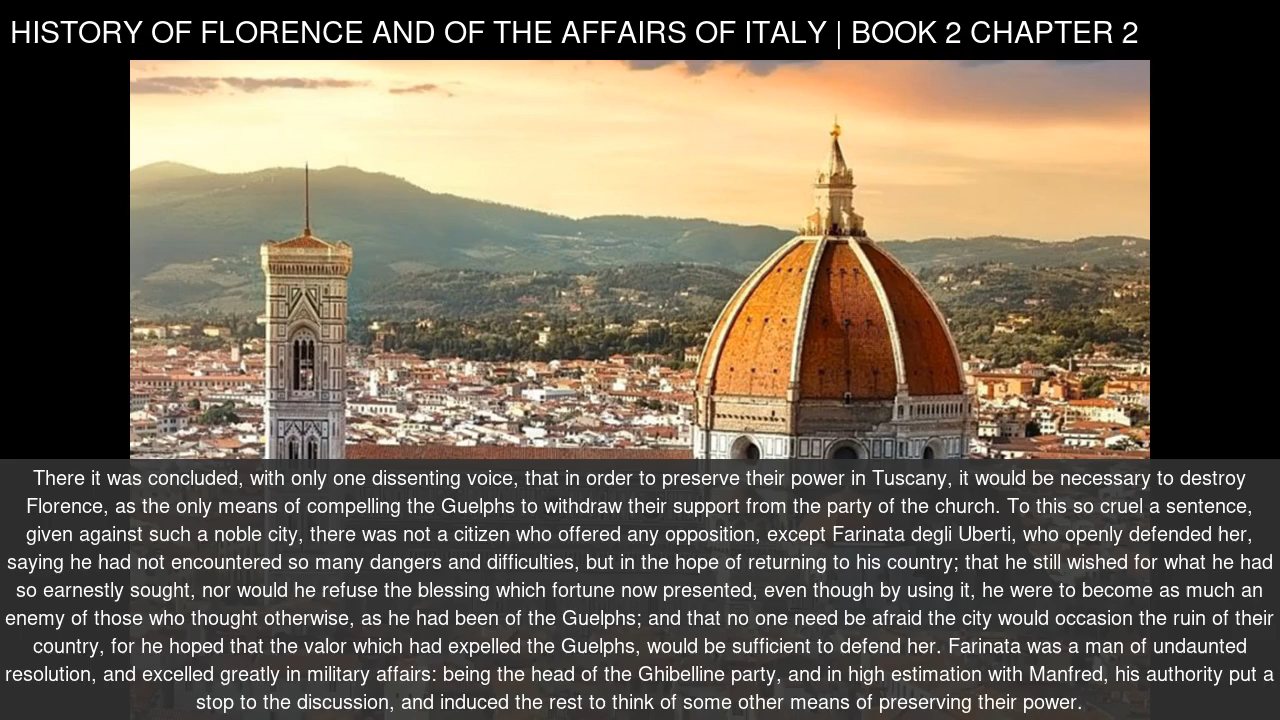 HISTORY OF FLORENCE AND OF THE AFFAIRS OF ITALY | BOOK 2 CHAPTER 2
There it was concluded, with only one dissenting voice, that in order to preserve their power in Tuscany, it would be necessary to destroy
Florence, as the only means of compelling the Guelphs to withdraw their support from the party of the church. To this so cruel a sentence,
given against such a noble city, there was not a citizen who offered any opposition, except Farinata degli Uberti, who openly defended her,
saying he had not encountered so many dangers and difficulties, but in the hope of returning to his country; that he still wished for what he had
so earnestly sought, nor would he refuse the blessing which fortune now presented, even though by using it, he were to become as much an
enemy of those who thought otherwise, as he had been of the Guelphs; and that no one need be afraid the city would occasion the ruin of their
country, for he hoped that the valor which had expelled the Guelphs, would be sufficient to defend her. Farinata was a man of undaunted
resolution, and excelled greatly in military affairs: being the head of the Ghibelline party, and in high estimation with Manfred, his authority put a
stop to the discussion, and induced the rest to think of some other means of preserving their power.